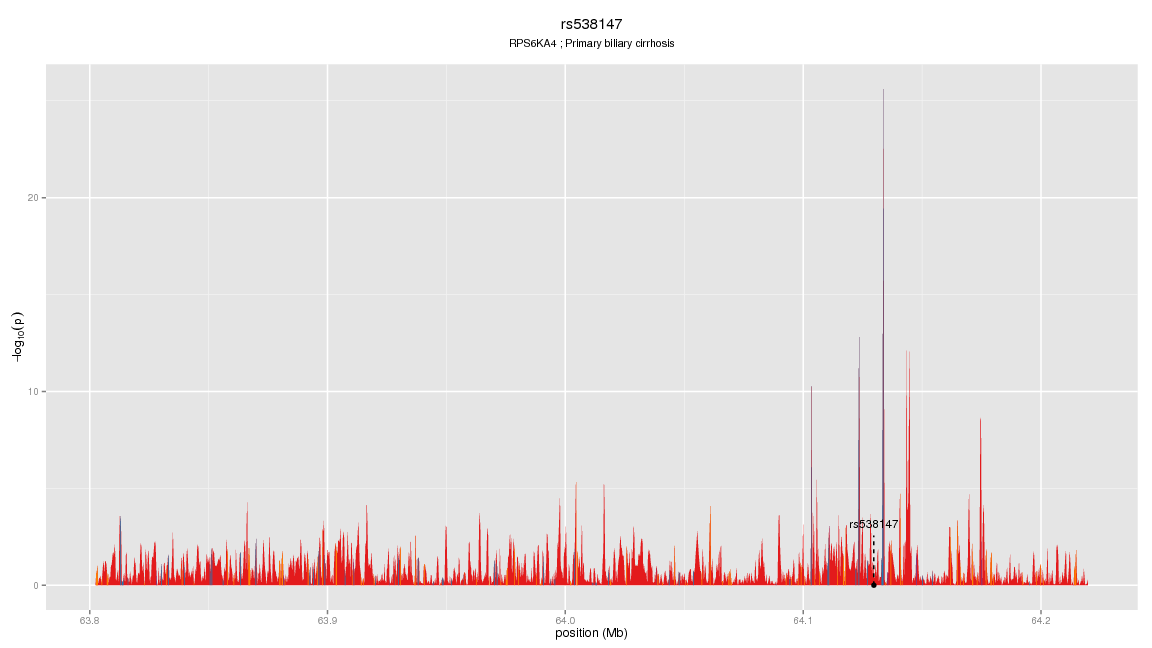 rs538147
RPS6KA4 ; Primary biliary cirrhosis
−log10(p)
20
10
0
rs538147
63.8
63.9
64.0
64.1
64.2
position (Mb)